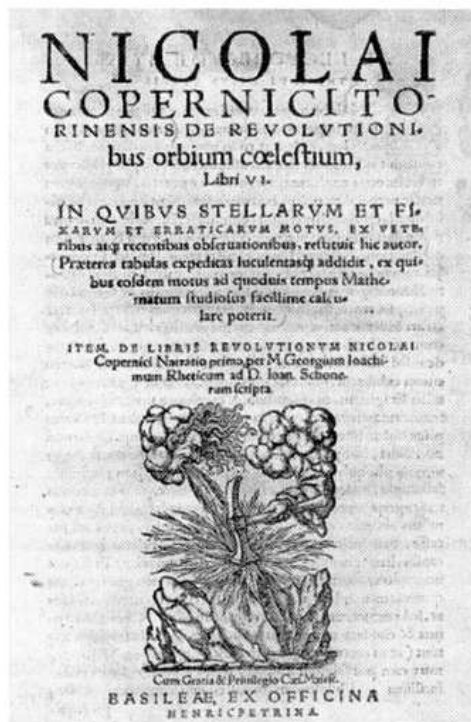 NICOLAI
COPERNICI TO-
RINENSIS DE REVOLVTIONI-
bus orbium cœlestium,
Libri VI.
IN QVIBVS STELLARVM ET FI-
XARVM ET ERRATICARVM MOTVS, EX VETE-
ribus atq; recentibus obseruationibus, restituit hic autor.
Præterea tabulas expeditas luculentasq; addidit, ex qui-
bus eosdem motus ad quoduis tempus Mathe-
matum studiosus facillime calcu-
lare poterit.
ITEM, DE LIBRIS REVOLVTIONVM NICOLAI
Copernici Narratio prima, per M. Georgium Ioachi-
mum Rheticum ad D. Ioan. Schone-
rum scripta.
Cum Gratia & Priuilegio Cæs. Maiest.
BASILEAE, EX OFFICINA
HENRICPETRINA.